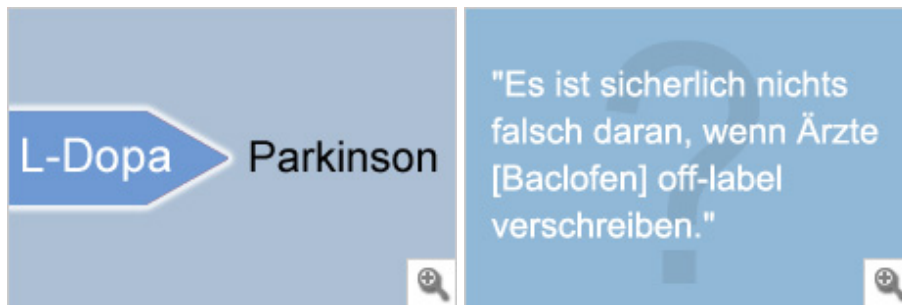 L-Dopa Parkinson
"Es ist sicherlich nichts
falsch daran, wenn Ärzte
[Baclofen] off-label
verschreiben."
?